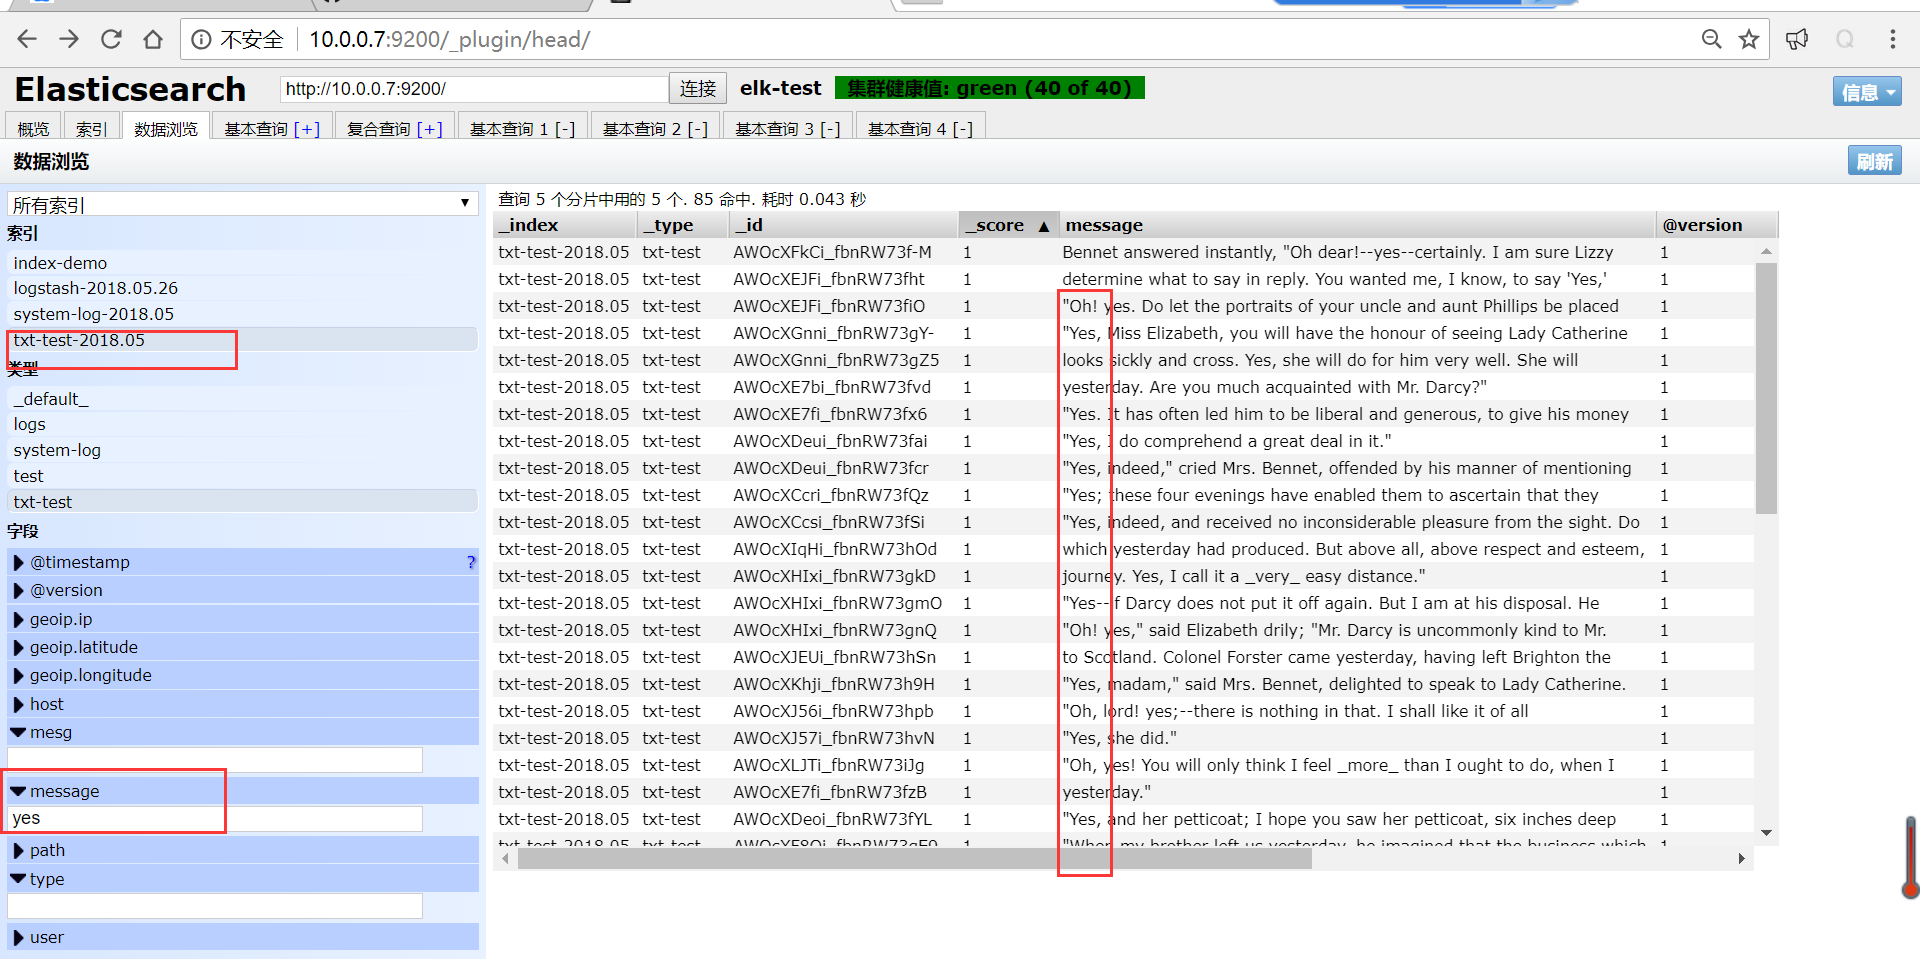 不安全 10.0.0.7:9200/_plugin/head/
Elasticsearch http://10.0.0.7:9200/ 连接 elk-test 集群健康值: green (40 of 40) 信息
概览 索引 数据浏览 基本查询 [+] 复合查询 [+] 基本查询 1 [-] 基本查询 2 [-] 基本查询 3 [-] 基本查询 4 [-]
数据浏览 刷新
所有索引
索引
index-demo
logstash-2018.05.26
system-log-2018.05
txt-test-2018.05
类型
_default_
logs
system-log
test
txt-test
字段
@timestamp ?
@version
geoip.ip
geoip.latitude
geoip.longitude
host
mesg
message
yes
path
type
user
查询 5 个分片中用的 5 个. 85 命中. 耗时 0.043 秒
_index _type _id _score ▲ message @version
txt-test-2018.05 txt-test AWOcXFkCi_fbnRW73f-M 1 Bennet answered instantly, "Oh dear!--yes--certainly. I am sure Lizzy 1
txt-test-2018.05 txt-test AWOcXEJFi_fbnRW73fht 1 determine what to say in reply. You wanted me, I know, to say 'Yes,' 1
txt-test-2018.05 txt-test AWOcXEJFi_fbnRW73fiO 1 "Oh! yes. Do let the portraits of your uncle and aunt Phillips be placed 1
txt-test-2018.05 txt-test AWOcXGnni_fbnRW73gY- 1 "Yes, Miss Elizabeth, you will have the honour of seeing Lady Catherine 1
txt-test-2018.05 txt-test AWOcXGnni_fbnRW73gZ5 1 looks sickly and cross. Yes, she will do for him very well. She will 1
txt-test-2018.05 txt-test AWOcXE7bi_fbnRW73fvd 1 yesterday. Are you much acquainted with Mr. Darcy?" 1
txt-test-2018.05 txt-test AWOcXE7fi_fbnRW73fx6 1 "Yes. It has often led him to be liberal and generous, to give his money 1
txt-test-2018.05 txt-test AWOcXDeui_fbnRW73fai 1 "Yes, I do comprehend a great deal in it." 1
txt-test-2018.05 txt-test AWOcXDeui_fbnRW73fcr 1 "Yes, indeed," cried Mrs. Bennet, offended by his manner of mentioning 1
txt-test-2018.05 txt-test AWOcXCcri_fbnRW73fQz 1 "Yes; these four evenings have enabled them to ascertain that they 1
txt-test-2018.05 txt-test AWOcXCcsi_fbnRW73fSi 1 "Yes, indeed, and received no inconsiderable pleasure from the sight. Do 1
txt-test-2018.05 txt-test AWOcXIqHi_fbnRW73hOd 1 which yesterday had produced. But above all, above respect and esteem, 1
txt-test-2018.05 txt-test AWOcXHIxi_fbnRW73gkD 1 journey. Yes, I call it a _very_ easy distance." 1
txt-test-2018.05 txt-test AWOcXHIxi_fbnRW73gmO 1 "Yes--if Darcy does not put it off again. But I am at his disposal. He 1
txt-test-2018.05 txt-test AWOcXHIxi_fbnRW73gnQ 1 "Oh! yes," said Elizabeth drily; "Mr. Darcy is uncommonly kind to Mr. 1
txt-test-2018.05 txt-test AWOcXJEUi_fbnRW73hSn 1 to Scotland. Colonel Forster came yesterday, having left Brighton the 1
txt-test-2018.05 txt-test AWOcXKhji_fbnRW73h9H 1 "Yes, madam," said Mrs. Bennet, delighted to speak to Lady Catherine. 1
txt-test-2018.05 txt-test AWOcXJ56i_fbnRW73hpb 1 "Oh, lord! yes;--there is nothing in that. I shall like it of all 1
txt-test-2018.05 txt-test AWOcXJ57i_fbnRW73hvN 1 "Yes, she did." 1
txt-test-2018.05 txt-test AWOcXLJTi_fbnRW73iJg 1 "Oh, yes! You will only think I feel _more_ than I ought to do, when I 1
txt-test-2018.05 txt-test AWOcXE7fi_fbnRW73fzB 1 yesterday." 1
txt-test-2018.05 txt-test AWOcXDeoi_fbnRW73fYL 1 "Yes, and her petticoat; I hope you saw her petticoat, six inches deep 1
txt-test-2018.05 txt-test 1 "When my brother left us yesterday, he imagined that the business which 1